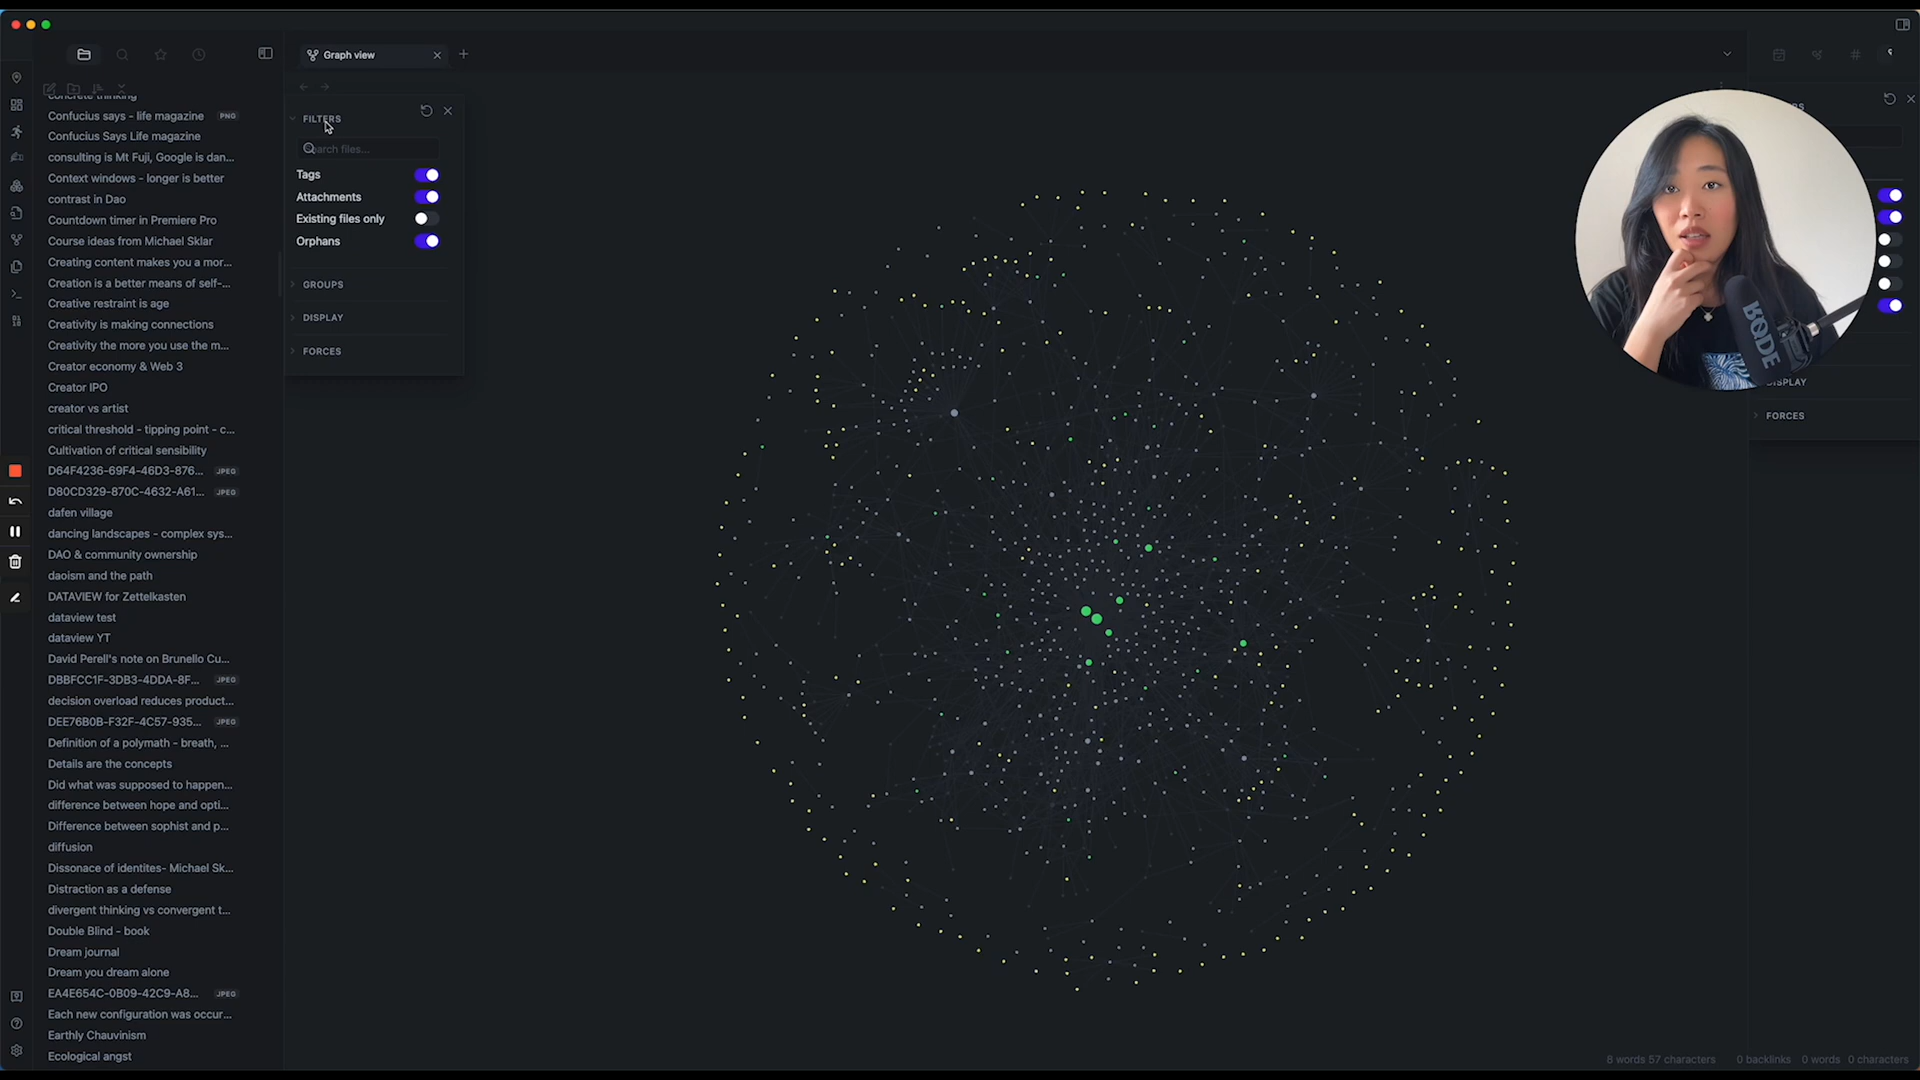 Graph view
concrete thinking
Confucius says - life magazine PNG
Confucius Says Life magazine
consulting is Mt Fuji, Google is dan...
Context windows - longer is better
contrast in Dao
Countdown timer in Premiere Pro
Course ideas from Michael Sklar
Creating content makes you a mor...
Creation is a better means of self-...
Creative restraint is age
Creativity is making connections
Creativity the more you use the m...
Creator economy & Web 3
Creator IPO
creator vs artist
critical threshold - tipping point - c...
Cultivation of critical sensibility
D64F4236-69F4-46D3-876... JPEG
D80CD329-870C-4632-A61... JPEG
dafen village
dancing landscapes - complex sys...
DAO & community ownership
daoism and the path
DATAVIEW for Zettelkasten
dataview test
dataview YT
David Perell's note on Brunello Cu...
DBBFCC1F-3DB3-4DDA-8F... JPEG
decision overload reduces product...
DEE76B0B-F32F-4C57-935... JPEG
Definition of a polymath - breath, ...
Details are the concepts
Did what was supposed to happen...
difference between hope and opti...
Difference between sophist and p...
diffusion
Dissonace of identites- Michael Sk...
Distraction as a defense
divergent thinking vs convergent t...
Double Blind - book
Dream journal
Dream you dream alone
EA4E654C-0B09-42C9-A8... JPEG
Each new configuration was occur...
Earthly Chauvinism
Ecological angst
FILTERS
Search files...
Tags
Attachments
Existing files only
Orphans
GROUPS
DISPLAY
FORCES
RODE
DISPLAY
FORCES
8 words 57 characters 0 backlinks 0 words 0 characters